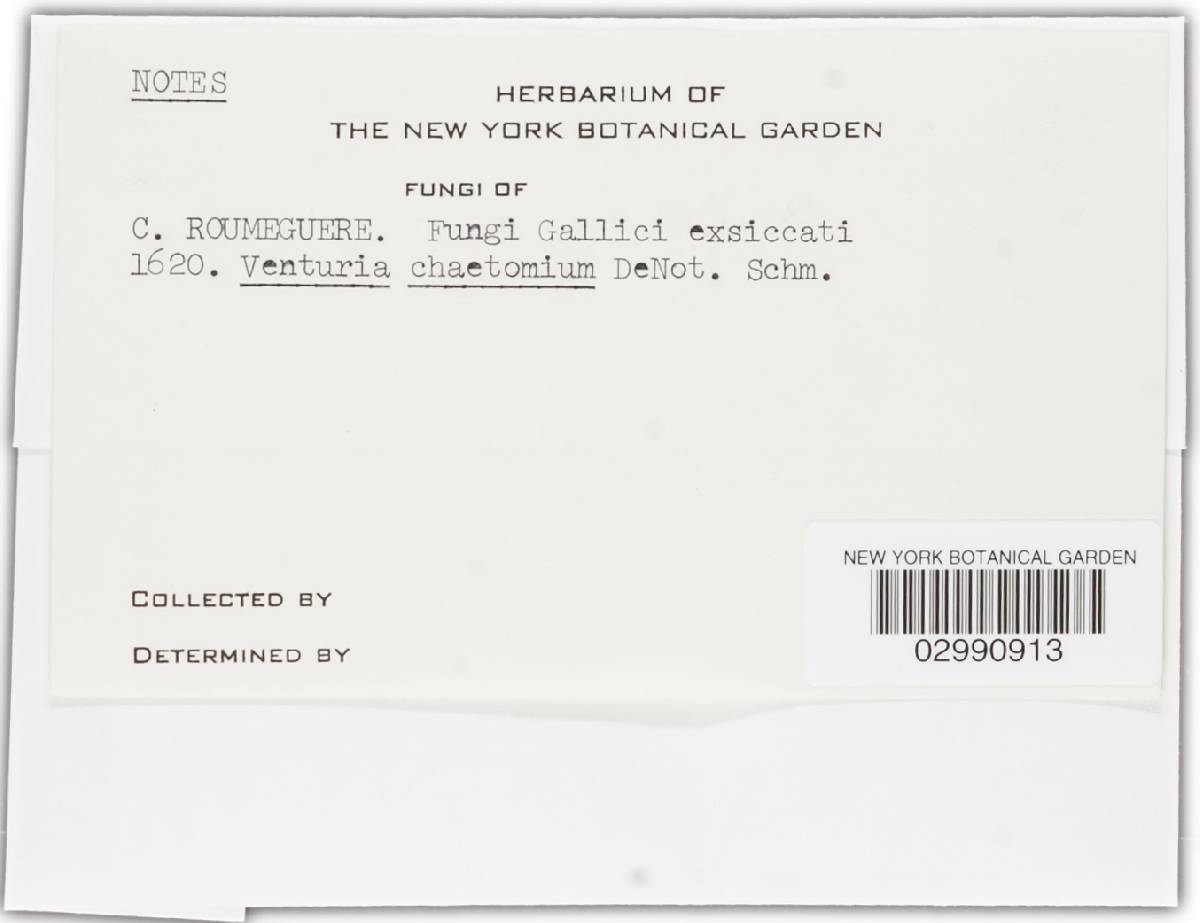 NOTES
HERBARIUM OF
THE NEW YORK BOTANICAL GARDEN
FUNGI OF
C. ROUMEGUERE. Fungi Gallici exsiccati
1620. Venturia chaetomium DeNot. Schm.
NEW YORK BOTANICAL GARDEN
02990913
COLLECTED BY
DETERMINED BY